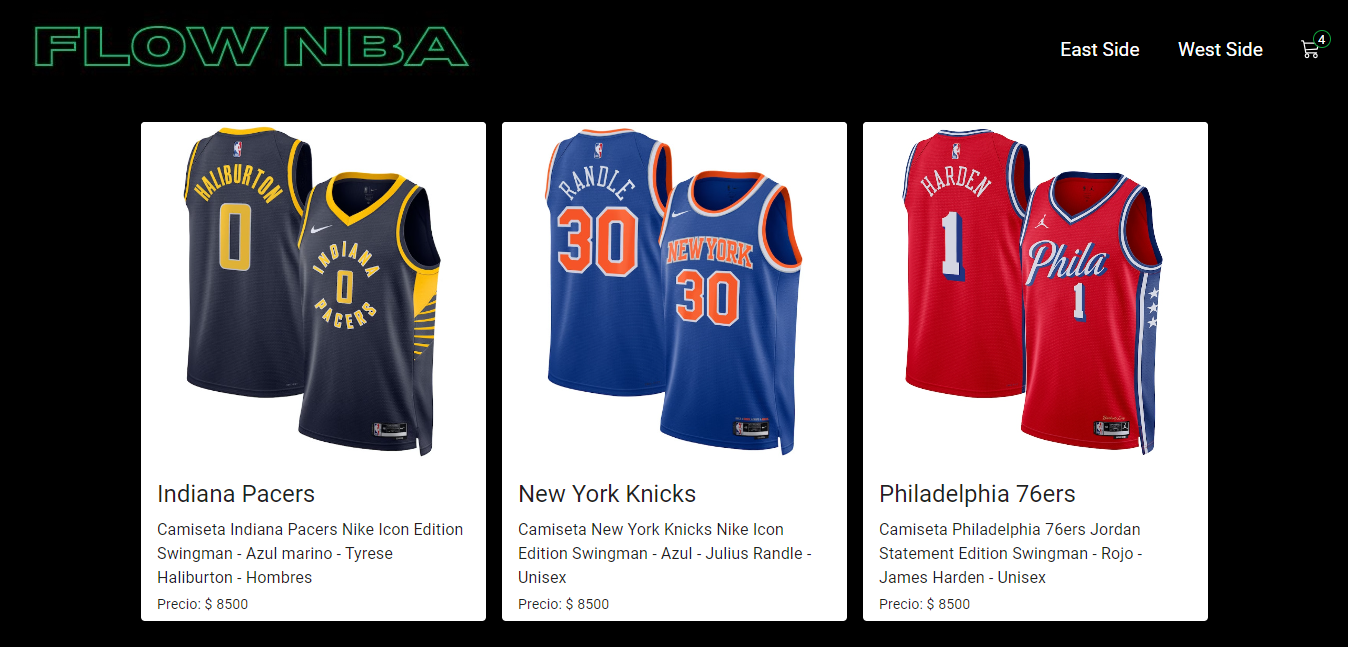 FLOW NBA
East Side
West Side
4
HALIBURTON
0
INDIANA
0
PACERS
RANDLE
30
NEW YORK
30
HARDEN
1
Phila
1
Indiana Pacers
Camiseta Indiana Pacers Nike Icon Edition
Swingman - Azul marino - Tyrese
Haliburton - Hombres
Precio: $ 8500
New York Knicks
Camiseta New York Knicks Nike Icon
Edition Swingman - Azul - Julius Randle -
Unisex
Precio: $ 8500
Philadelphia 76ers
Camiseta Philadelphia 76ers Jordan
Statement Edition Swingman - Rojo -
James Harden - Unisex
Precio: $ 8500